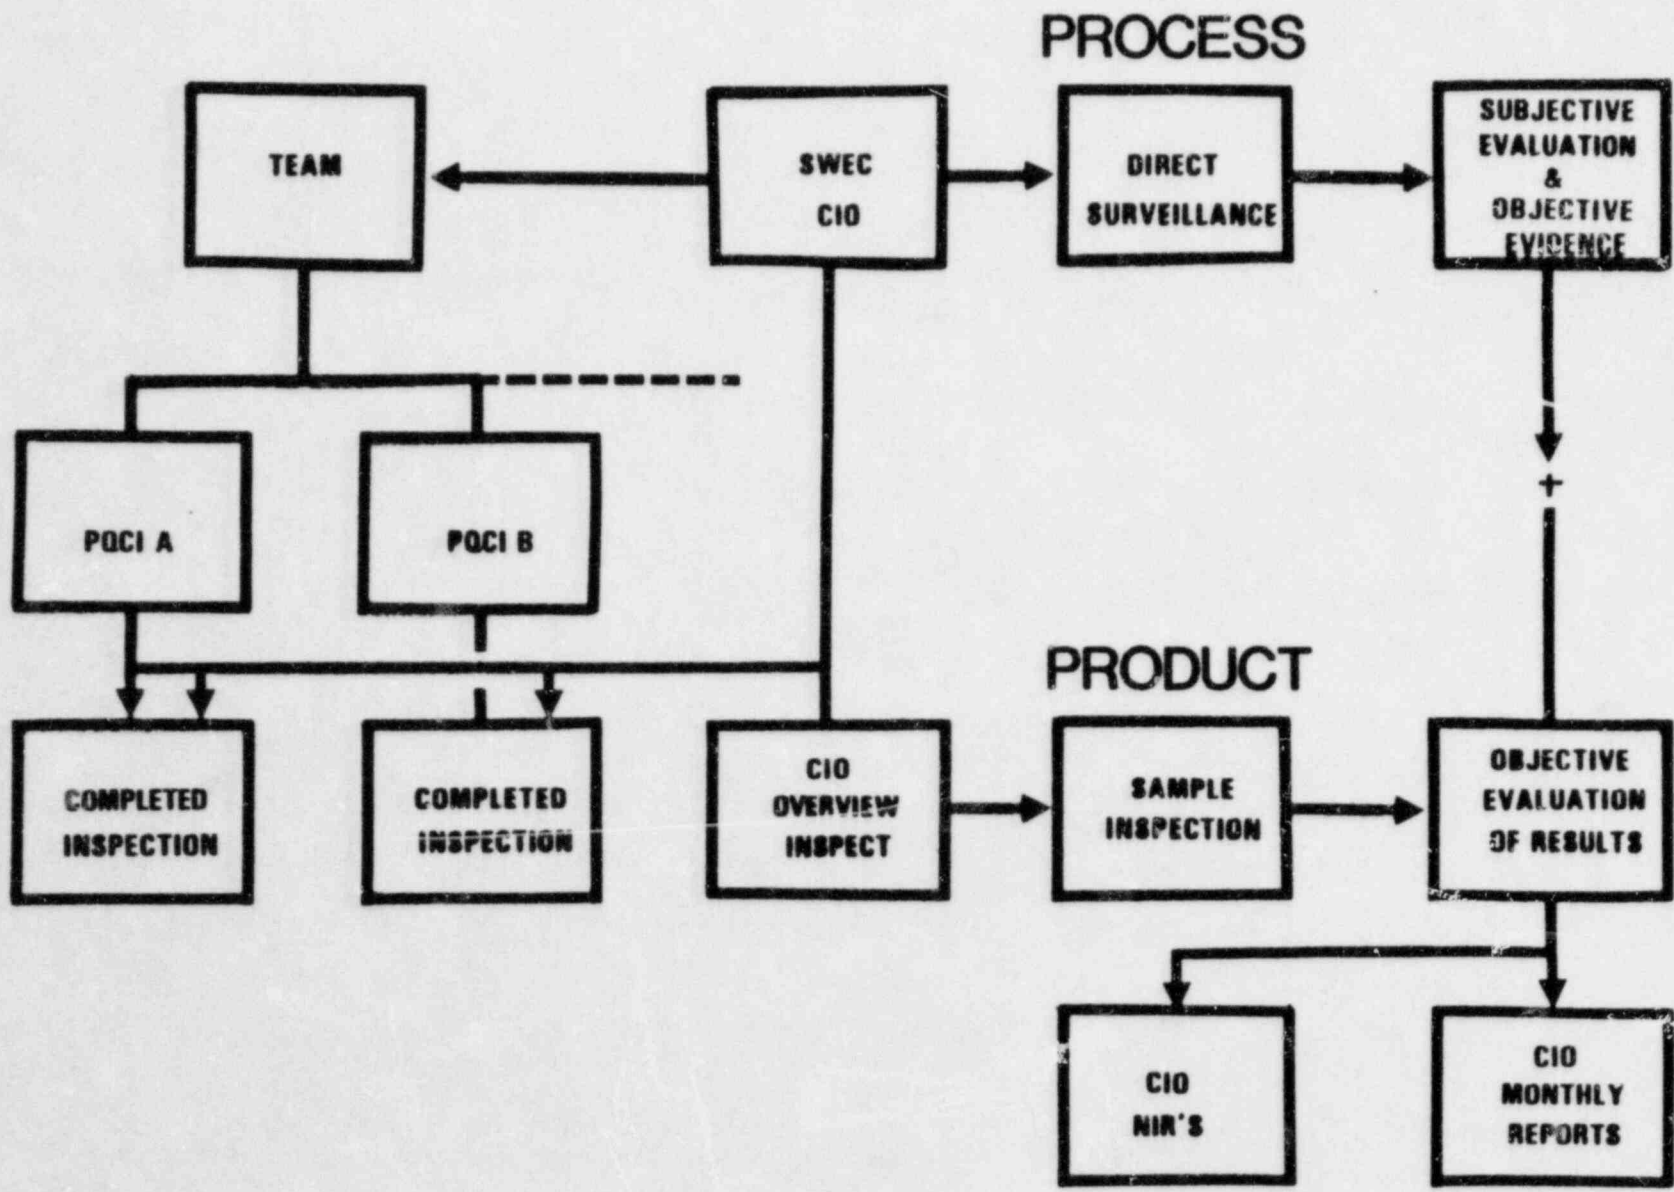 PROCESS
TEAM
SWEC
CIO
DIRECT
SURVEILLANCE
SUBJECTIVE
EVALUATION
&
OBJECTIVE
EVIDENCE
+
PQCI A
PQCI B
PRODUCT
COMPLETED
INSPECTION
COMPLETED
INSPECTION
CIO
OVERVIEW
INSPECT
SAMPLE
INSPECTION
OBJECTIVE
EVALUATION
OF RESULTS
CIO
NIR'S
CIO
MONTHLY
REPORTS